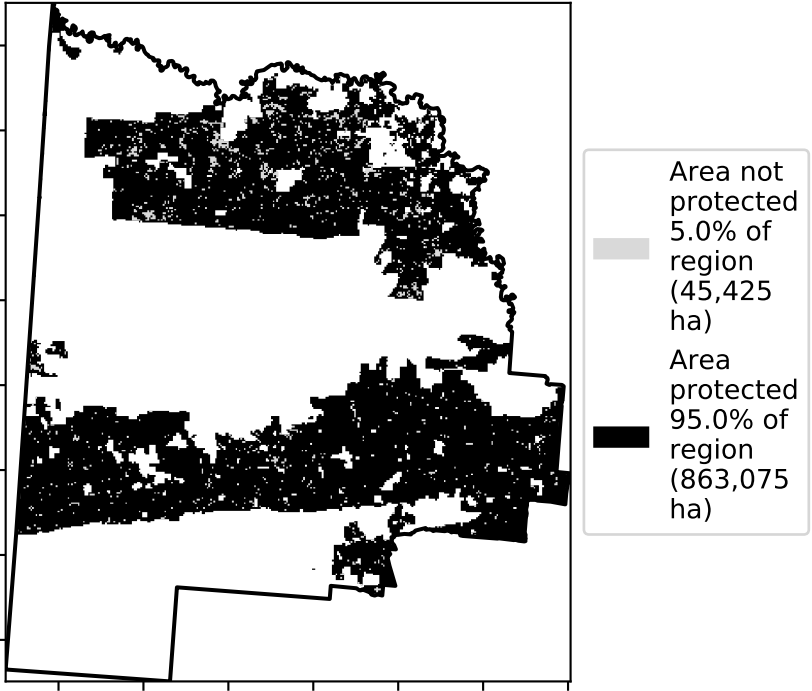 Area not
protected
5.0% of
region
(45,425
ha)
Area
protected
95.0% of
region
(863,075
ha)